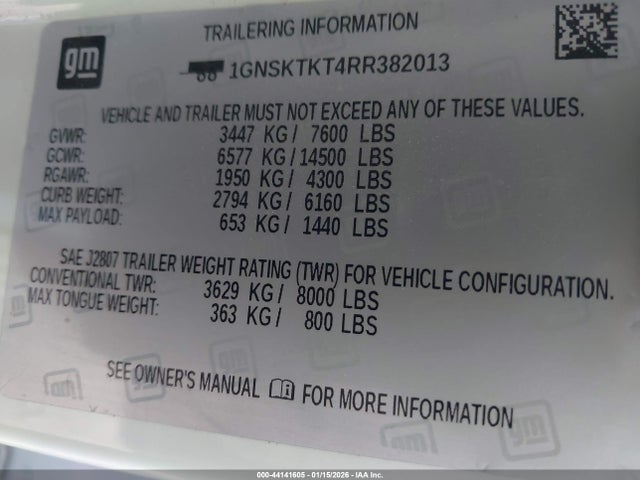 TRAILERING INFORMATION
gm
1GNSKTKT4RR382013
VEHICLE AND TRAILER MUST NOT EXCEED ANY OF THESE VALUES.
GVWR: 3447 KG / 7600 LBS
GCWR: 6577 KG / 14500 LBS
RGAWR: 1950 KG / 4300 LBS
CURB WEIGHT: 2794 KG / 6160 LBS
MAX PAYLOAD: 653 KG / 1440 LBS
SAE J2807 TRAILER WEIGHT RATING (TWR) FOR VEHICLE CONFIGURATION.
CONVENTIONAL TWR: 3629 KG / 8000 LBS
MAX TONGUE WEIGHT: 363 KG / 800 LBS
SEE OWNER'S MANUAL FOR MORE INFORMATION
gm
000-44141605 - 01/15/2026 - IAA Inc.